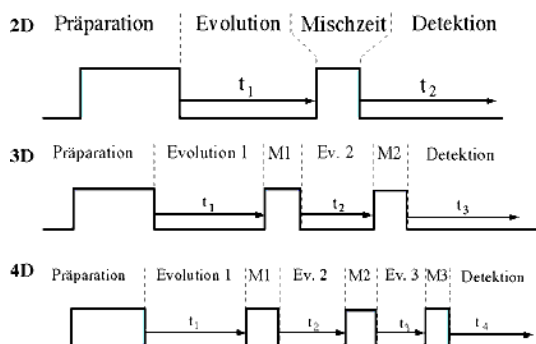 2D Präparation Evolution Mischzeit Detektion
t1 t2
3D Präparation Evolution 1 M1 Ev. 2 M2 Detektion
t1 t2 t3
4D Präparation Evolution 1 M1 Ev. 2 M2 Ev. 3 M3 Detektion
t1 t2 t3 t4